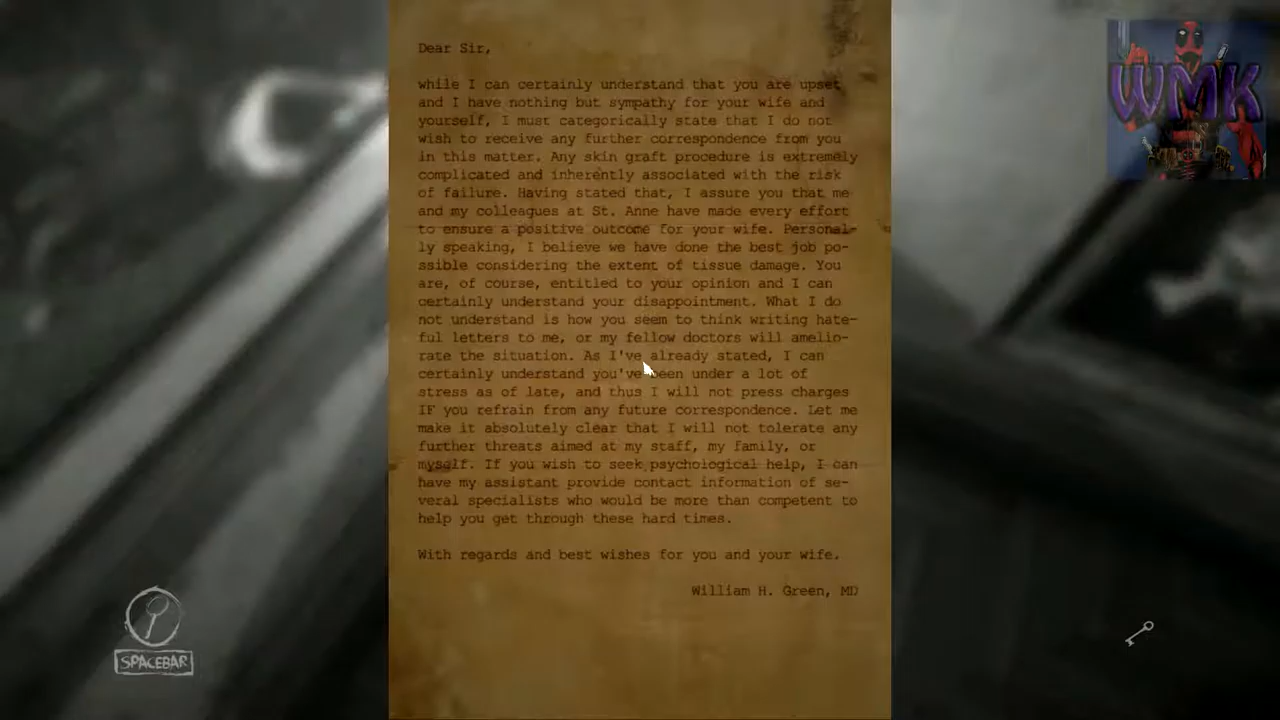 Dear Sir,
while I can certainly understand that you are upset
and I have nothing but sympathy for your wife and
yourself, I must categorically state that I do not
wish to receive any further correspondence from you
in this matter. Any skin graft procedure is extremely
complicated and inherently associated with the risk
of failure. Having stated that, I assure you that me
and my colleagues at St. Anne have made every effort
to ensure a positive outcome for your wife. Personal-
ly speaking, I believe we have done the best job po-
ssible considering the extent of tissue damage. You
are, of course, entitled to your opinion and I can
certainly understand your disappointment. What I do
not understand is how you seem to think writing hate-
ful letters to me, or my fellow doctors will amelio-
rate the situation. As I've already stated, I can
certainly understand you've been under a lot of
stress as of late, and thus I will not press charges
IF you refrain from any future correspondence. Let me
make it absolutely clear that I will not tolerate any
further threats aimed at my staff, my family, or
myself. If you wish to seek psychological help, I can
have my assistant provide contact information of se-
veral specialists who would be more than competent to
help you get through these hard times.
With regards and best wishes for you and your wife.
William H. Green, MD
WMK
SPACEBAR